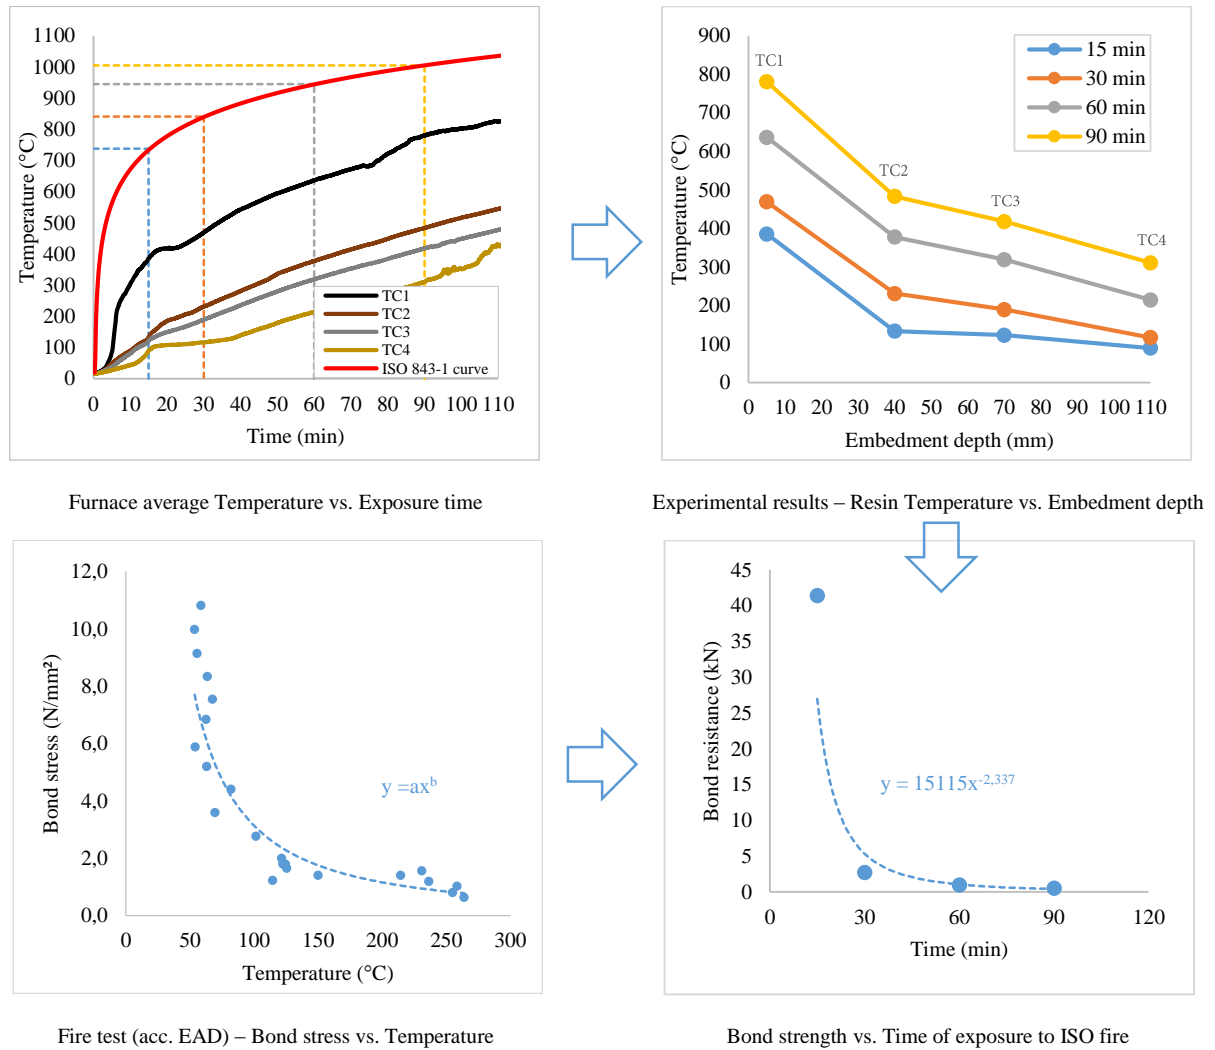 1100
1000
900
800
700
600
500
400
300
200
100
0
Temperature (°C)
TC1
TC2
TC3
TC4
ISO 843-1 curve
0 10 20 30 40 50 60 70 80 90 100 110
Time (min)
Furnace average Temperature vs. Exposure time
900
800
700
600
500
400
300
200
100
0
Temperature (°C)
TC1
TC2
TC3
TC4
15 min
30 min
60 min
90 min
0 10 20 30 40 50 60 70 80 90 100 110
Embedment depth (mm)
Experimental results – Resin Temperature vs. Embedment depth
12,0
10,0
8,0
6,0
4,0
2,0
0,0
Bond stress (N/mm²)
y =axᵇ
0 50 100 150 200 250 300
Temperature (°C)
Fire test (acc. EAD) – Bond stress vs. Temperature
45
40
35
30
25
20
15
10
5
0
Bond resistance (kN)
y = 15115x⁻²,³³⁷
0 30 60 90 120
Time (min)
Bond strength vs. Time of exposure to ISO fire